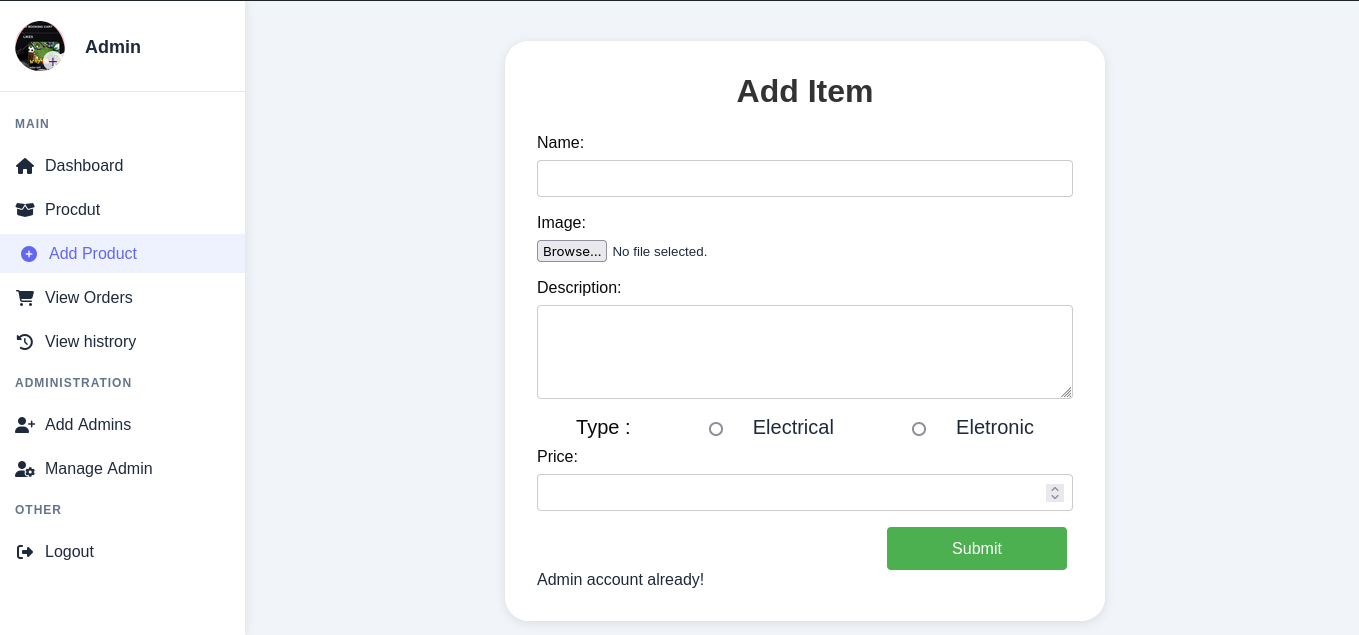 Admin
MAIN
Dashboard
Procdut
Add Product
View Orders
View histrory
ADMINISTRATION
Add Admins
Manage Admin
OTHER
Logout
Add Item
Name:
Image:
Browse... No file selected.
Description:
Type : Electrical Eletronic
Price:
Submit
Admin account already!